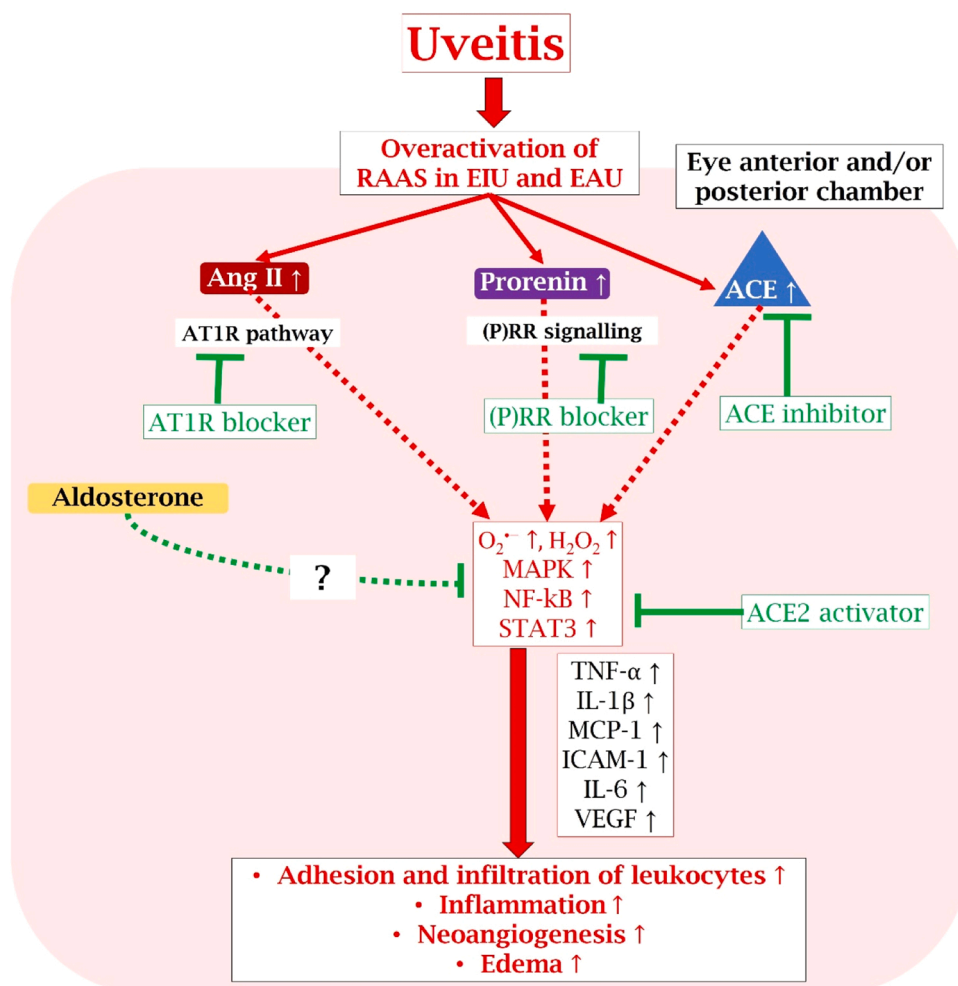 Uveitis
Overactivation of
RAAS in EIU and EAU
Eye anterior and/or
posterior chamber
Ang II ↑
Prorenin ↑
ACE ↑
AT1R pathway
(P)RR signalling
AT1R blocker
(P)RR blocker
ACE inhibitor
Aldosterone
?
O₂•⁻ ↑, H₂O₂ ↑
MAPK ↑
NF-kB ↑
STAT3 ↑
ACE2 activator
TNF-α ↑
IL-1β ↑
MCP-1 ↑
ICAM-1 ↑
IL-6 ↑
VEGF ↑
• Adhesion and infiltration of leukocytes ↑
• Inflammation ↑
• Neoangiogenesis ↑
• Edema ↑